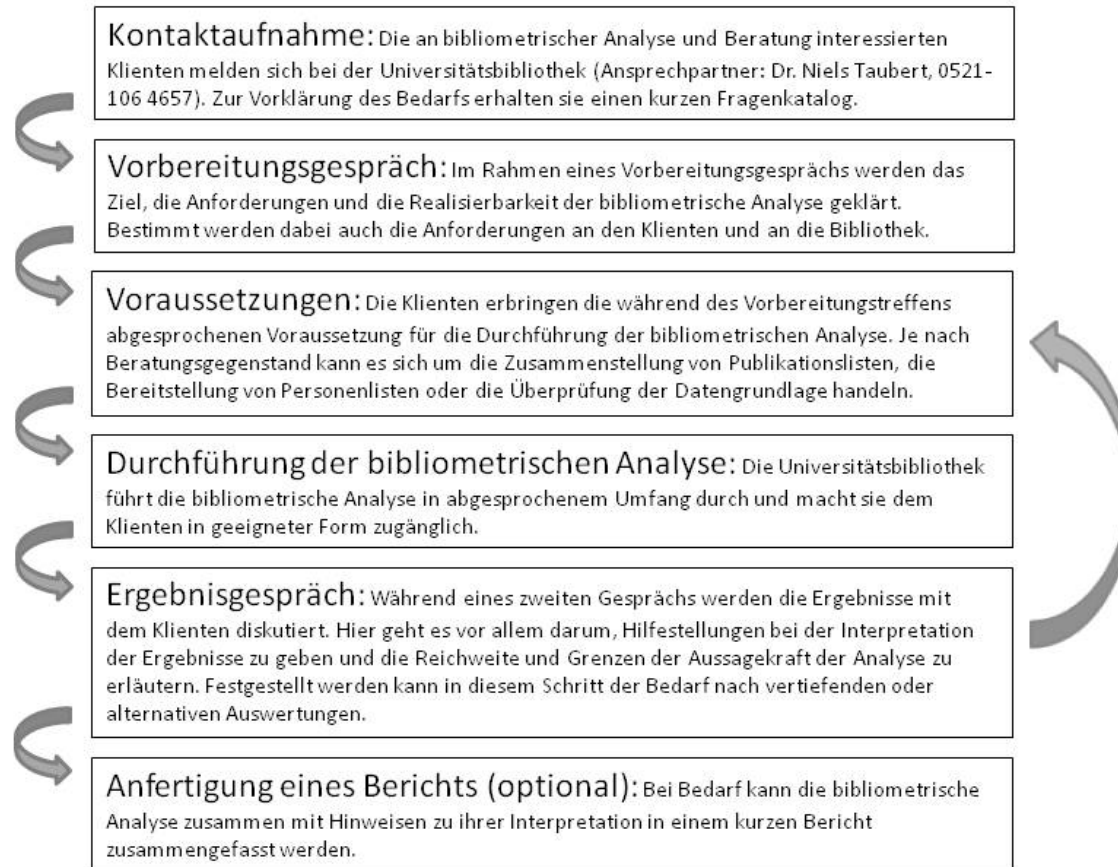 Kontaktaufnahme: Die an bibliometrischer Analyse und Beratung interessierten
Klienten melden sich bei der Universitätsbibliothek (Ansprechpartner: Dr. Niels Taubert, 0521-
106 4657). Zur Vorklärung des Bedarfs erhalten sie einen kurzen Fragenkatalog.
Vorbereitungsgespräch: Im Rahmen eines Vorbereitungsgesprächs werden das
Ziel, die Anforderungen und die Realisierbarkeit der bibliometrische Analyse geklärt.
Bestimmt werden dabei auch die Anforderungen an den Klienten und an die Bibliothek.
Voraussetzungen: Die Klienten erbringen die während des Vorbereitungstreffens
abgesprochenen Voraussetzung für die Durchführung der bibliometrischen Analyse. Je nach
Beratungsgegenstand kann es sich um die Zusammenstellung von Publikationslisten, die
Bereitstellung von Personenlisten oder die Überprüfung der Datengrundlage handeln.
Durchführung der bibliometrischen Analyse: Die Universitätsbibliothek
führt die bibliometrische Analyse in abgesprochenem Umfang durch und macht sie dem
Klienten in geeigneter Form zugänglich.
Ergebnisgespräch: Während eines zweiten Gesprächs werden die Ergebnisse mit
dem Klienten diskutiert. Hier geht es vor allem darum, Hilfestellungen bei der Interpretation
der Ergebnisse zu geben und die Reichweite und Grenzen der Aussagekraft der Analyse zu
erläutern. Festgestellt werden kann in diesem Schritt der Bedarf nach vertiefenden oder
alternativen Auswertungen.
Anfertigung eines Berichts (optional): Bei Bedarf kann die bibliometrische
Analyse zusammen mit Hinweisen zu ihrer Interpretation in einem kurzen Bericht
zusammengefasst werden.